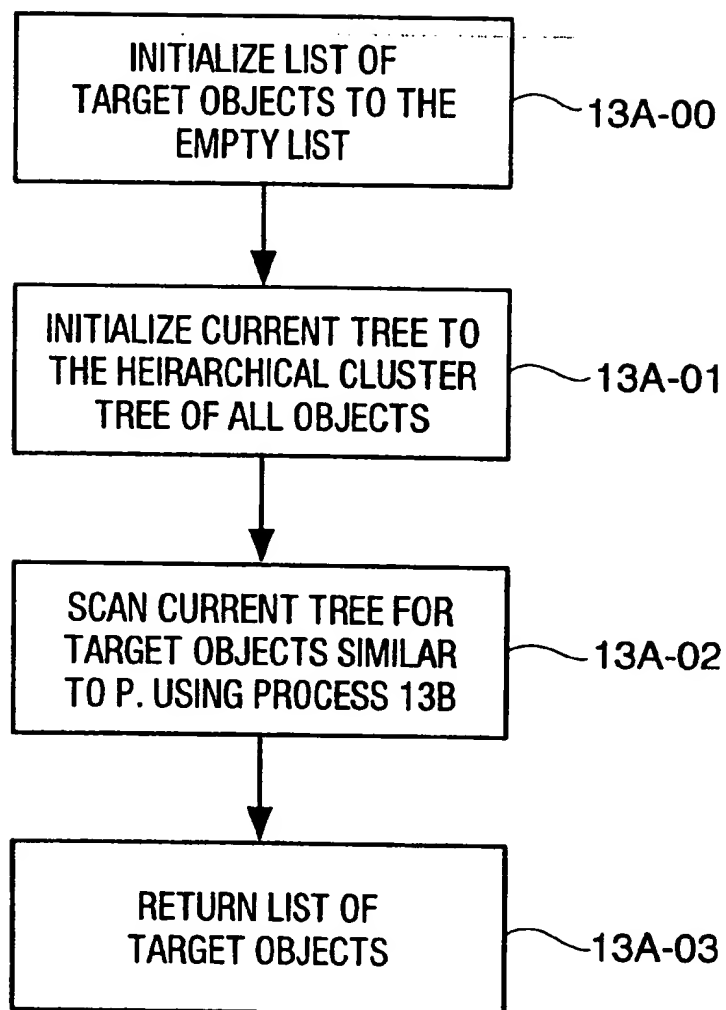 INITIALIZE LIST OF
TARGET OBJECTS TO THE
EMPTY LIST
13A-00
INITIALIZE CURRENT TREE TO
THE HEIRARCHICAL CLUSTER
TREE OF ALL OBJECTS
13A-01
SCAN CURRENT TREE FOR
TARGET OBJECTS SIMILAR
TO P. USING PROCESS 13B
13A-02
RETURN LIST OF
TARGET OBJECTS
13A-03